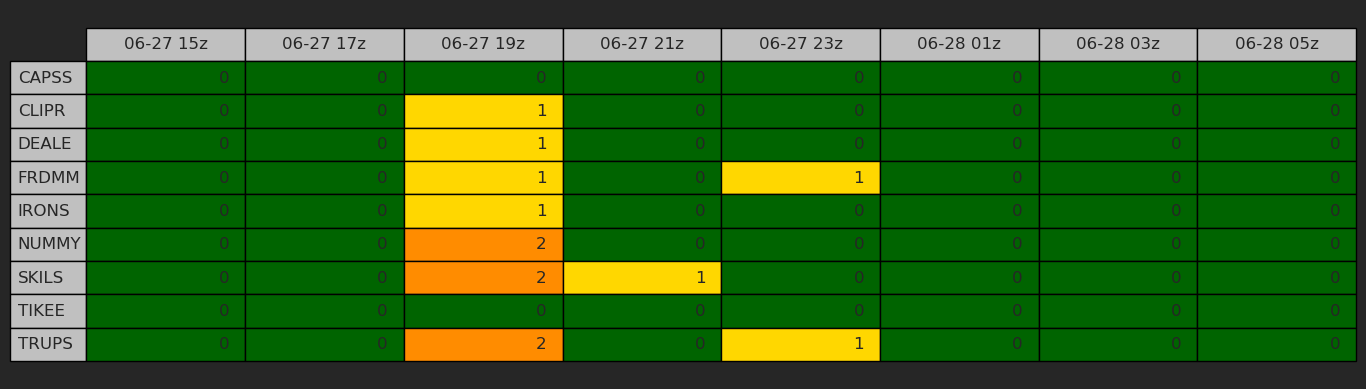 06-27 15z 06-27 17z 06-27 19z 06-27 21z 06-27 23z 06-28 01z 06-28 03z 06-28 05z
CAPSS 0 0 0 0 0 0 0 0
CLIPR 0 0 1 0 0 0 0 0
DEALE 0 0 1 0 0 0 0 0
FRDMM 0 0 1 0 1 0 0 0
IRONS 0 0 1 0 0 0 0 0
NUMMY 0 0 2 0 0 0 0 0
SKILS 0 0 2 1 0 0 0 0
TIKEE 0 0 0 0 0 0 0 0
TRUPS 0 0 2 0 1 0 0 0